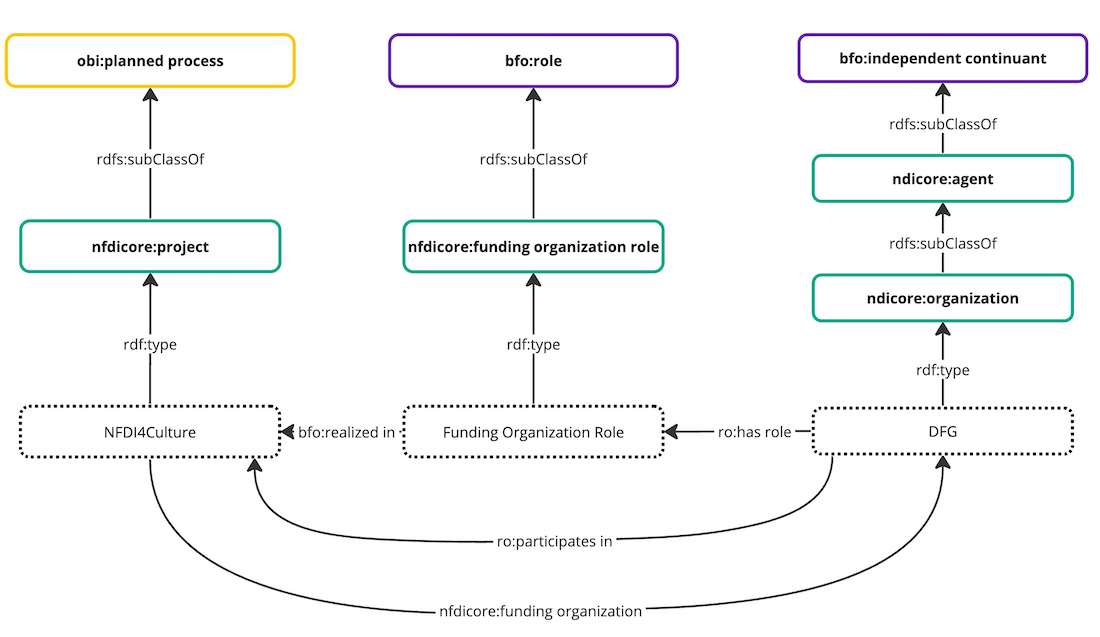 obi:planned process
bfo:role
bfo:independent continuant
rdfs:subClassOf
rdfs:subClassOf
rdfs:subClassOf
ndicore:agent
rdfs:subClassOf
nfdicore:project
nfdicore:funding organization role
ndicore:organization
rdf:type
rdf:type
rdf:type
NFDI4Culture
bfo:realized in
Funding Organization Role
ro:has role
DFG
ro:participates in
nfdicore:funding organization